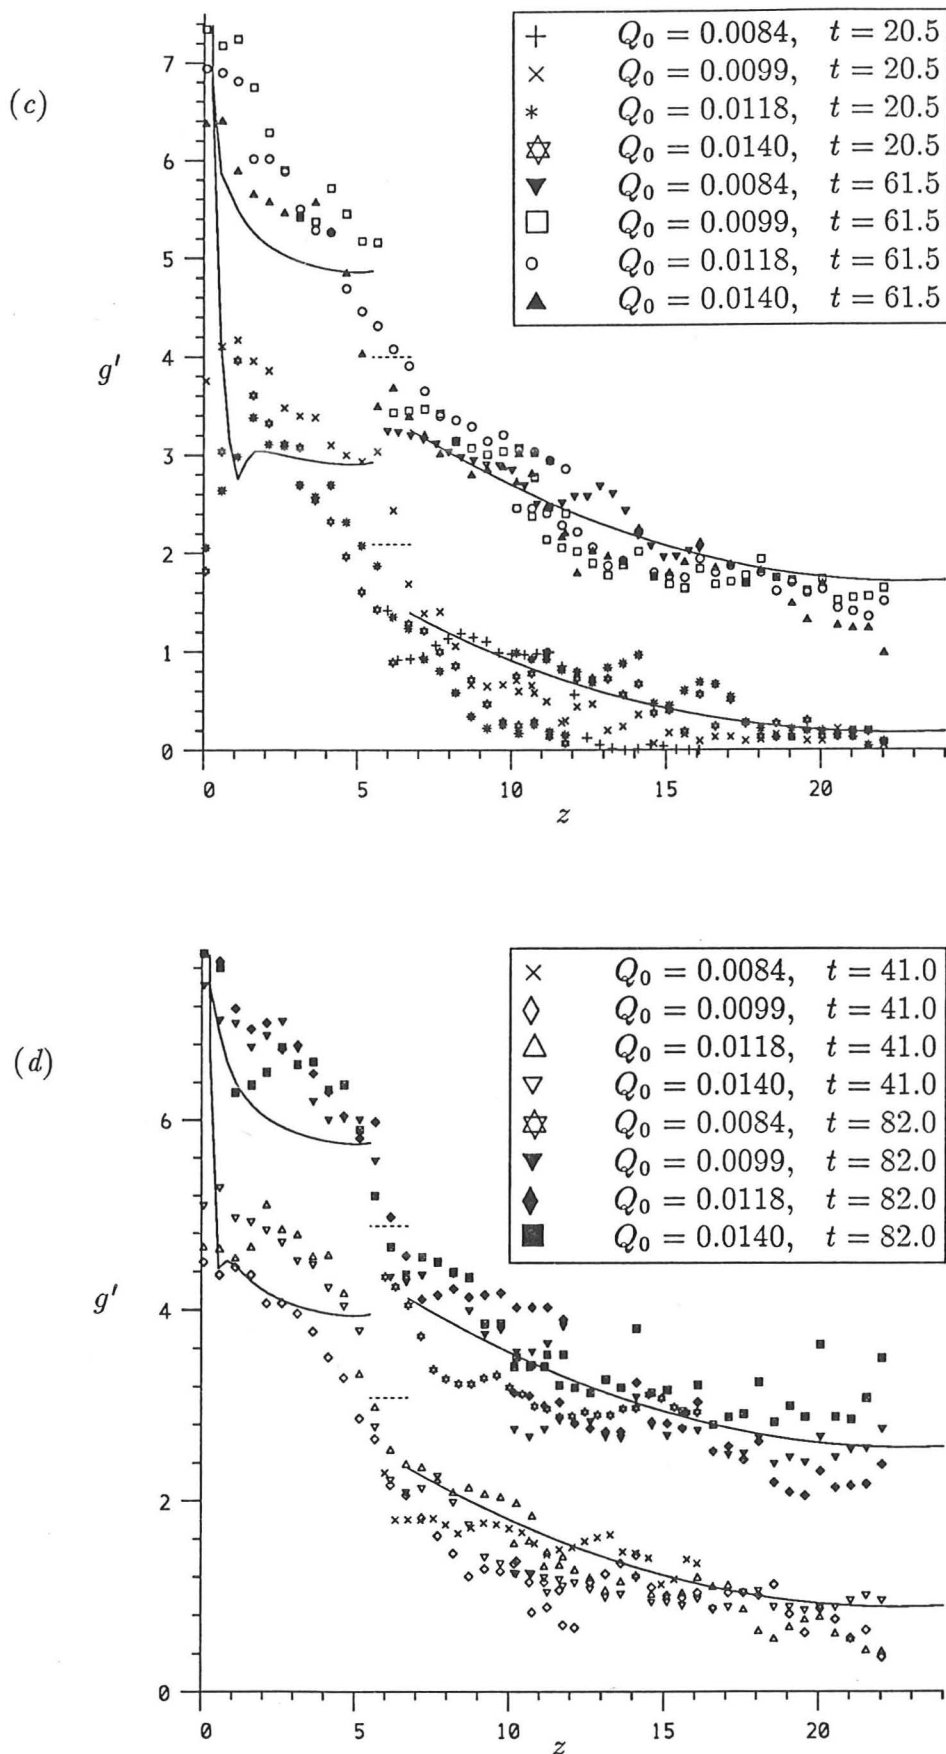 (c)
7
6
5
4
3
2
1
0
g'
0 5 10 15 20
z
Q₀ = 0.0084, t = 20.5
Q₀ = 0.0099, t = 20.5
Q₀ = 0.0118, t = 20.5
Q₀ = 0.0140, t = 20.5
Q₀ = 0.0084, t = 61.5
Q₀ = 0.0099, t = 61.5
Q₀ = 0.0118, t = 61.5
Q₀ = 0.0140, t = 61.5
(d)
6
4
2
0
g'
0 5 10 15 20
z
Q₀ = 0.0084, t = 41.0
Q₀ = 0.0099, t = 41.0
Q₀ = 0.0118, t = 41.0
Q₀ = 0.0140, t = 41.0
Q₀ = 0.0084, t = 82.0
Q₀ = 0.0099, t = 82.0
Q₀ = 0.0118, t = 82.0
Q₀ = 0.0140, t = 82.0